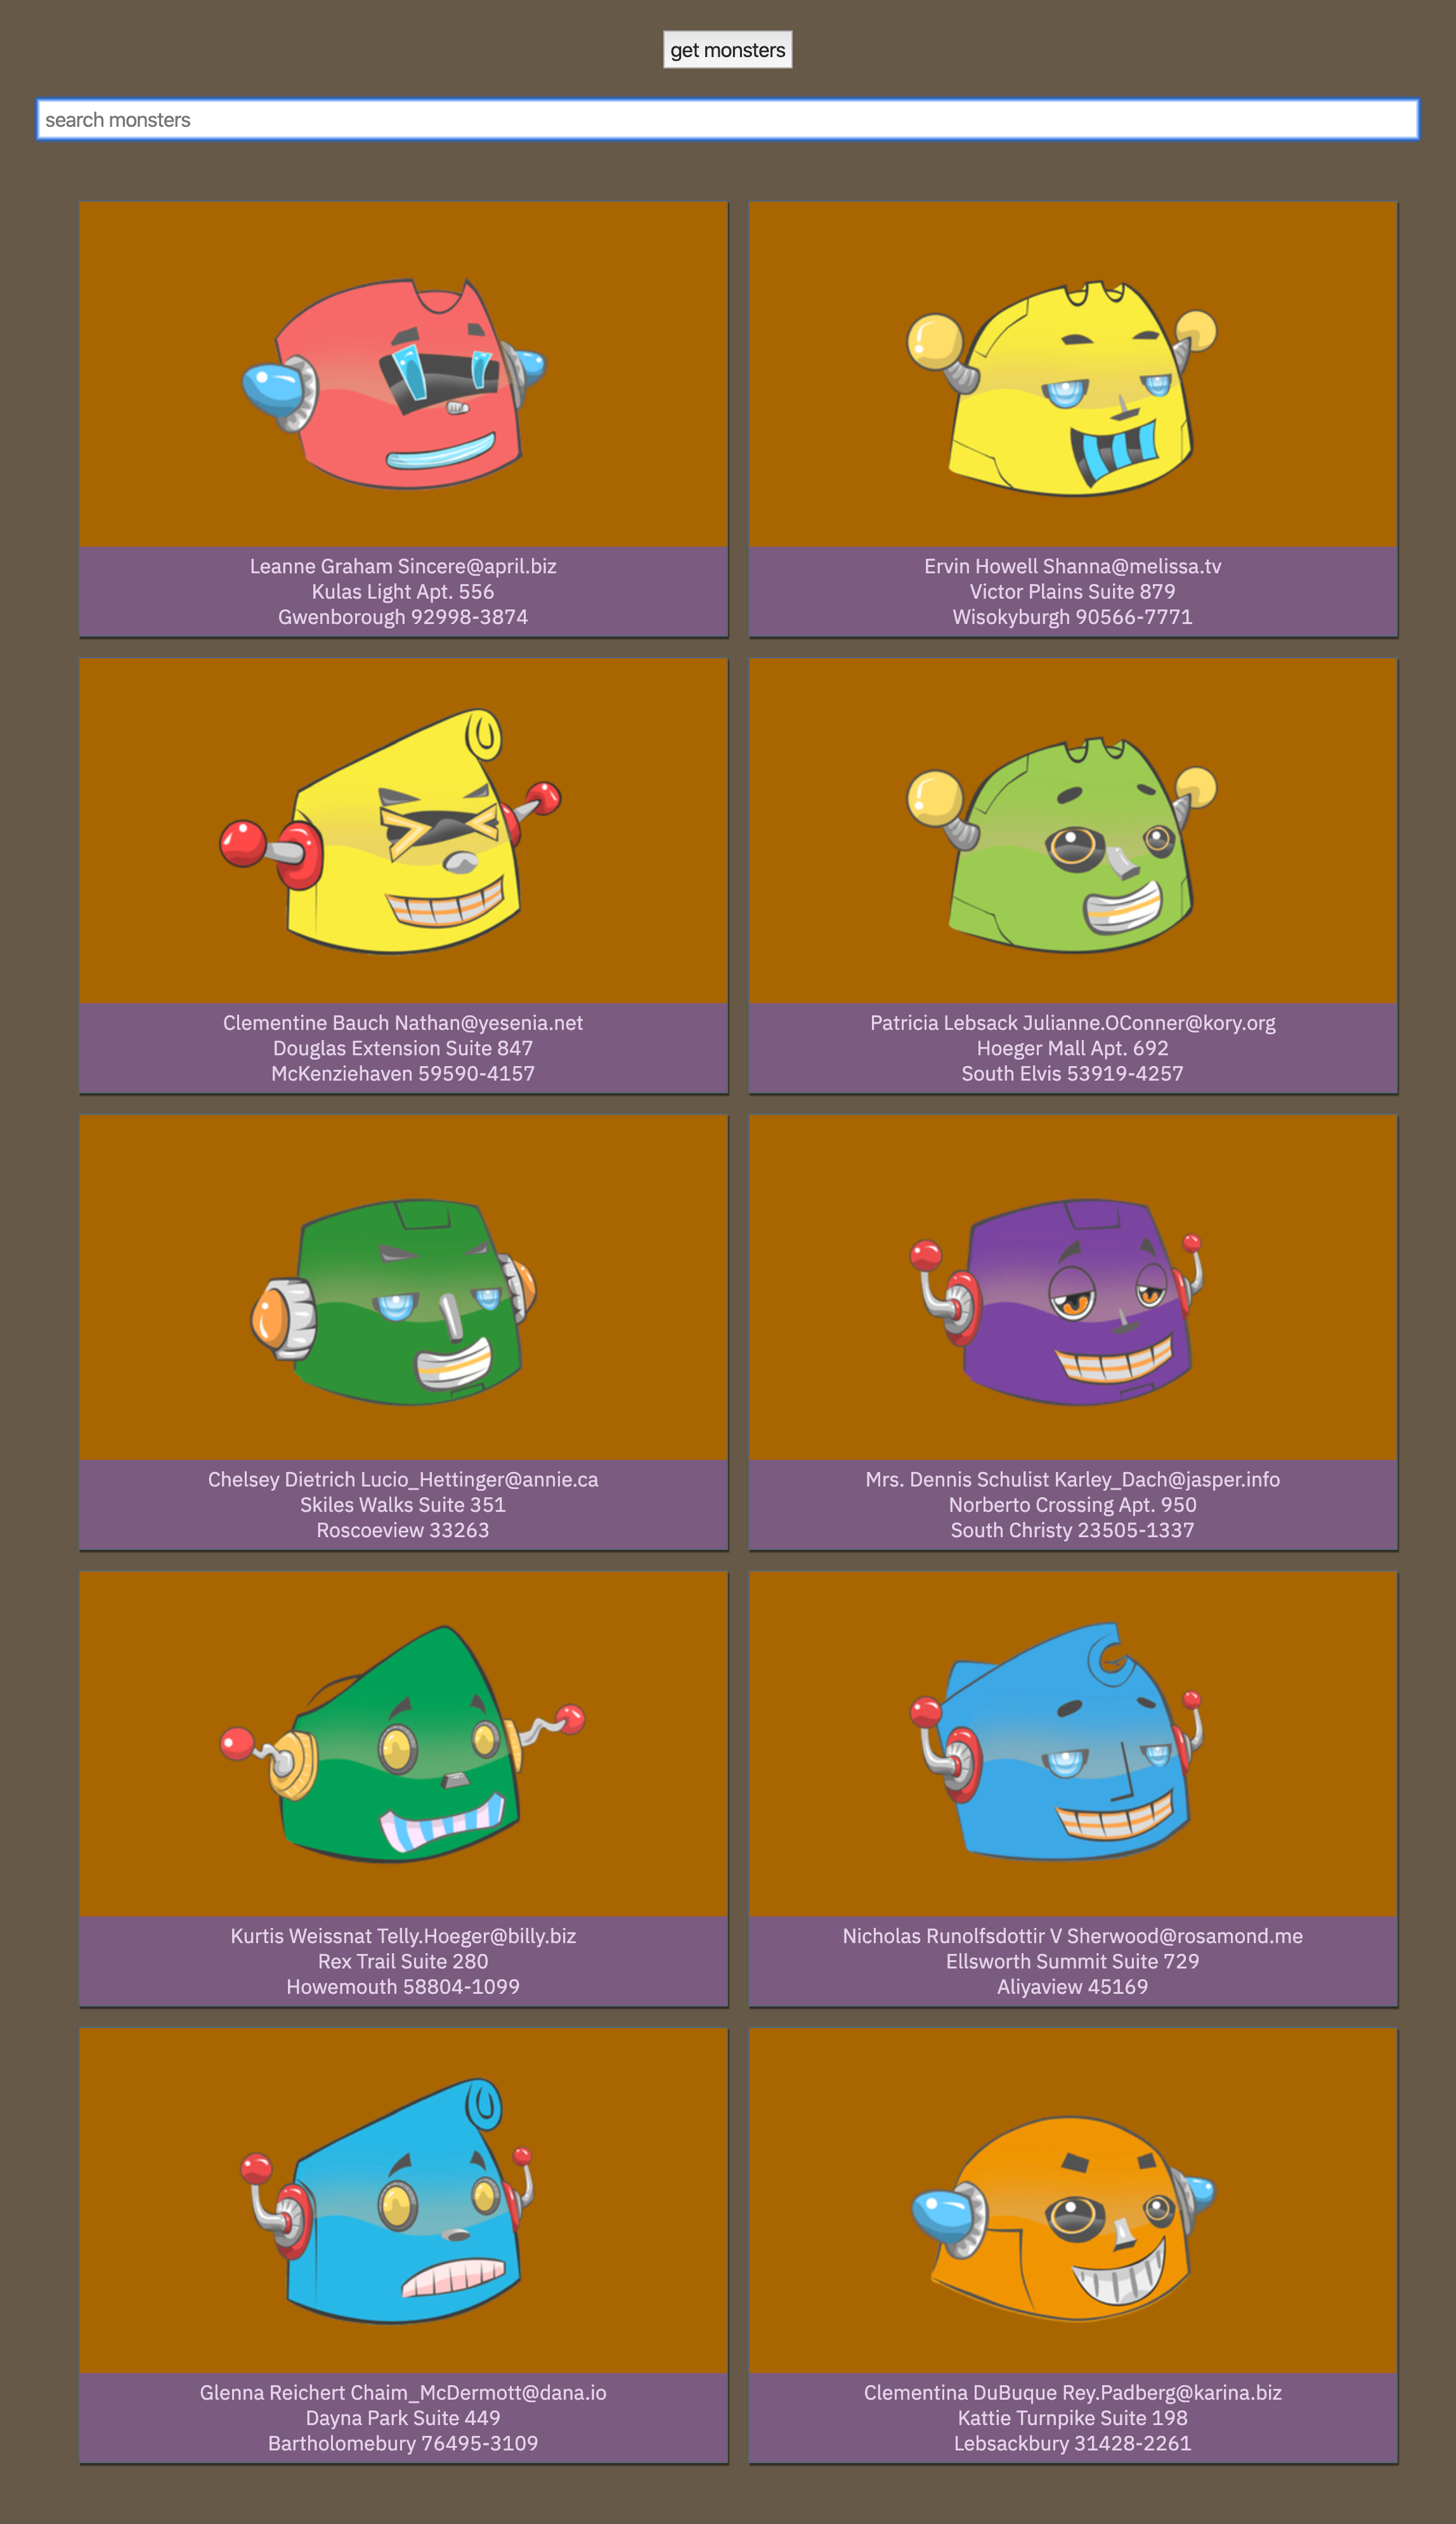 get monsters
search monsters
Leanne Graham Sincere@april.biz
Kulas Light Apt. 556
Gwenborough 92998-3874
Ervin Howell Shanna@melissa.tv
Victor Plains Suite 879
Wisokyburgh 90566-7771
Clementine Bauch Nathan@yesenia.net
Douglas Extension Suite 847
McKenziehaven 59590-4157
Patricia Lebsack Julianne.OConner@kory.org
Hoeger Mall Apt. 692
South Elvis 53919-4257
Chelsey Dietrich Lucio_Hettinger@annie.ca
Skiles Walks Suite 351
Roscoeview 33263
Mrs. Dennis Schulist Karley_Dach@jasper.info
Norberto Crossing Apt. 950
South Christy 23505-1337
Kurtis Weissnat Telly.Hoeger@billy.biz
Rex Trail Suite 280
Howemouth 58804-1099
Nicholas Runolfsdottir V Sherwood@rosamond.me
Ellsworth Summit Suite 729
Aliyaview 45169
Glenna Reichert Chaim_McDermott@dana.io
Dayna Park Suite 449
Bartholomebury 76495-3109
Clementina DuBuque Rey.Padberg@karina.biz
Kattie Turnpike Suite 198
Lebsackbury 31428-2261